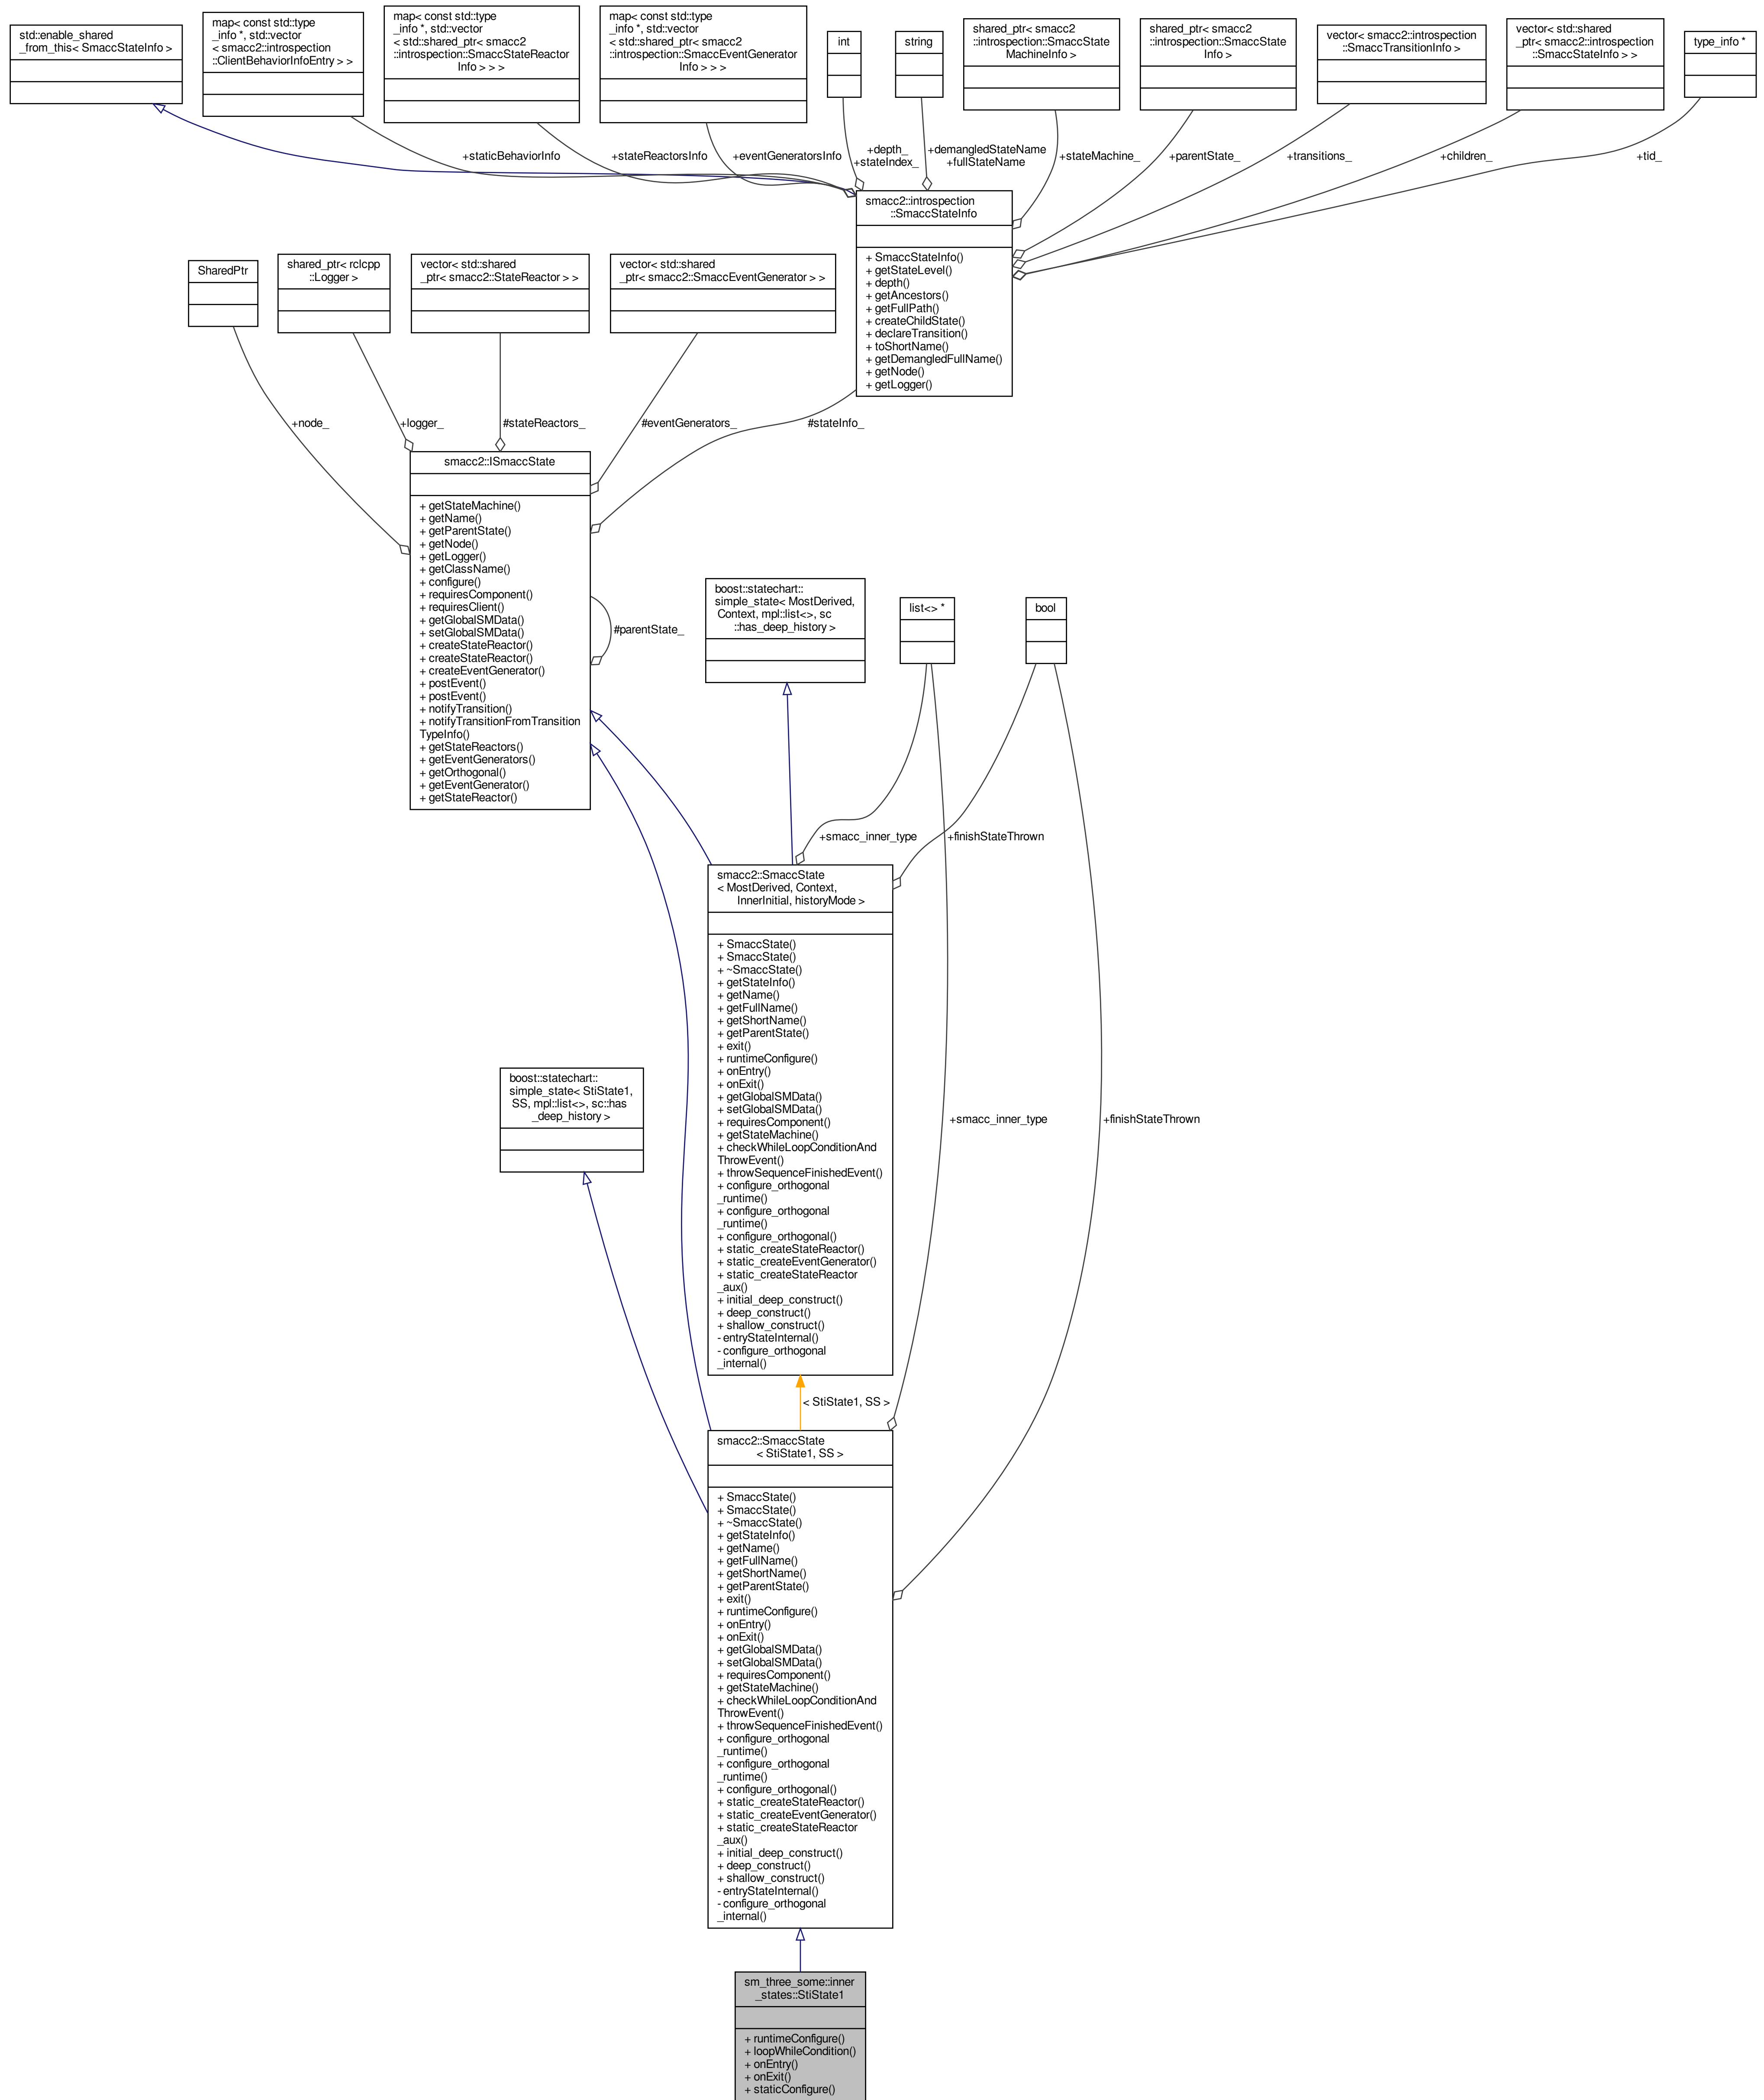 std::enable_shared
_from_this< SmaccStateInfo >
map< const std::type
_info *, std::vector
< smacc2::introspection
::ClientBehaviorInfoEntry > >
map< const std::type
_info *, std::vector
< std::shared_ptr< smacc2
::introspection::SmaccStateReactor
Info > > >
map< const std::type
_info *, std::vector
< std::shared_ptr< smacc2
::introspection::SmaccEventGenerator
Info > > >
int
string
shared_ptr< smacc2
::introspection::SmaccState
MachineInfo >
shared_ptr< smacc2
::introspection::SmaccState
Info >
vector< smacc2::introspection
::SmaccTransitionInfo >
vector< std::shared
_ptr< smacc2::introspection
::SmaccStateInfo > >
type_info *
+staticBehaviorInfo
+stateReactorsInfo
+eventGeneratorsInfo
+depth_
+stateIndex_
+demangledStateName
+fullStateName
+stateMachine_
+parentState_
+transitions_
+children_
+tid_
smacc2::introspection
::SmaccStateInfo
+ SmaccStateInfo()
+ getStateLevel()
+ depth()
+ getAncestors()
+ getFullPath()
+ createChildState()
+ declareTransition()
+ toShortName()
+ getDemangledFullName()
+ getNode()
+ getLogger()
SharedPtr
shared_ptr< rclcpp
::Logger >
vector< std::shared
_ptr< smacc2::StateReactor > >
vector< std::shared
_ptr< smacc2::SmaccEventGenerator > >
+node_
+logger_
#stateReactors_
#eventGenerators_
#stateInfo_
smacc2::ISmaccState
+ getStateMachine()
+ getName()
+ getParentState()
+ getNode()
+ getLogger()
+ getClassName()
+ configure()
+ requiresComponent()
+ requiresClient()
+ getGlobalSMData()
+ setGlobalSMData()
+ createStateReactor()
+ createStateReactor()
+ createEventGenerator()
+ postEvent()
+ postEvent()
+ notifyTransition()
+ notifyTransitionFromTransition
TypeInfo()
+ getStateReactors()
+ getEventGenerators()
+ getOrthogonal()
+ getEventGenerator()
+ getStateReactor()
#parentState_
boost::statechart::
simple_state< MostDerived,
Context, mpl::list<>, sc
::has_deep_history >
list<> *
bool
+smacc_inner_type
+finishStateThrown
smacc2::SmaccState
< MostDerived, Context,
InnerInitial, historyMode >
+ SmaccState()
+ SmaccState()
+ ~SmaccState()
+ getStateInfo()
+ getName()
+ getFullName()
+ getShortName()
+ getParentState()
+ exit()
+ runtimeConfigure()
+ onEntry()
+ onExit()
+ getGlobalSMData()
+ setGlobalSMData()
+ requiresComponent()
+ getStateMachine()
+ checkWhileLoopConditionAnd
ThrowEvent()
+ throwSequenceFinishedEvent()
+ configure_orthogonal
_runtime()
+ configure_orthogonal
_runtime()
+ configure_orthogonal()
+ static_createStateReactor()
+ static_createEventGenerator()
+ static_createStateReactor
_aux()
+ initial_deep_construct()
+ deep_construct()
+ shallow_construct()
- entryStateInternal()
- configure_orthogonal
_internal()
boost::statechart::
simple_state< StiState1,
SS, mpl::list<>, sc::has
_deep_history >
+smacc_inner_type
+finishStateThrown
< StiState1, SS >
smacc2::SmaccState
< StiState1, SS >
+ SmaccState()
+ SmaccState()
+ ~SmaccState()
+ getStateInfo()
+ getName()
+ getFullName()
+ getShortName()
+ getParentState()
+ exit()
+ runtimeConfigure()
+ onEntry()
+ onExit()
+ getGlobalSMData()
+ setGlobalSMData()
+ requiresComponent()
+ getStateMachine()
+ checkWhileLoopConditionAnd
ThrowEvent()
+ throwSequenceFinishedEvent()
+ configure_orthogonal
_runtime()
+ configure_orthogonal
_runtime()
+ configure_orthogonal()
+ static_createStateReactor()
+ static_createEventGenerator()
+ static_createStateReactor
_aux()
+ initial_deep_construct()
+ deep_construct()
+ shallow_construct()
- entryStateInternal()
- configure_orthogonal
_internal()
sm_three_some::inner
_states::StiState1
+ runtimeConfigure()
+ loopWhileCondition()
+ onEntry()
+ onExit()
+ staticConfigure()